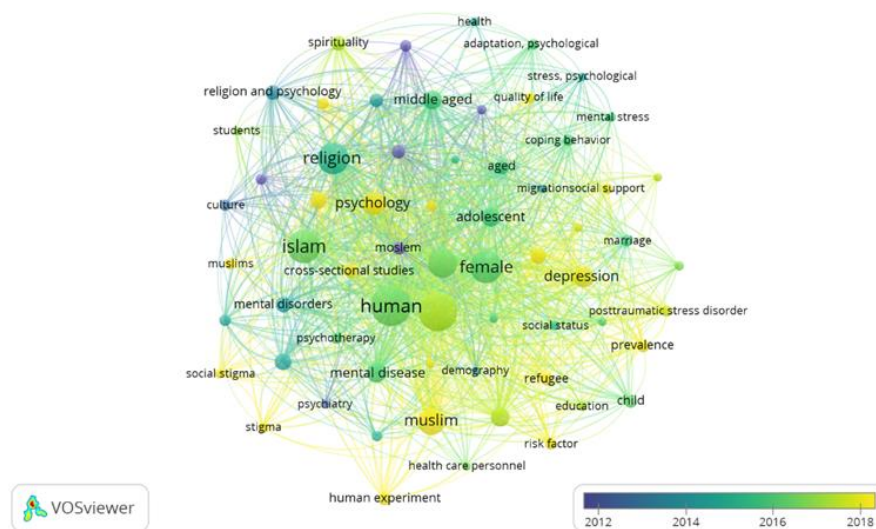 health
spirituality
adaptation, psychological
stress, psychological
religion and psychology
middle aged
quality of life
mental stress
students
coping behavior
religion
aged
migration
social support
culture
psychology
adolescent
islam
moslem
marriage
muslims
cross-sectional studies
female
depression
mental disorders
human
posttraumatic stress disorder
social status
psychotherapy
prevalence
social stigma
mental disease
demography
refugee
psychiatry
education
child
stigma
muslim
risk factor
health care personnel
human experiment
VOSviewer
2012 2014 2016 2018